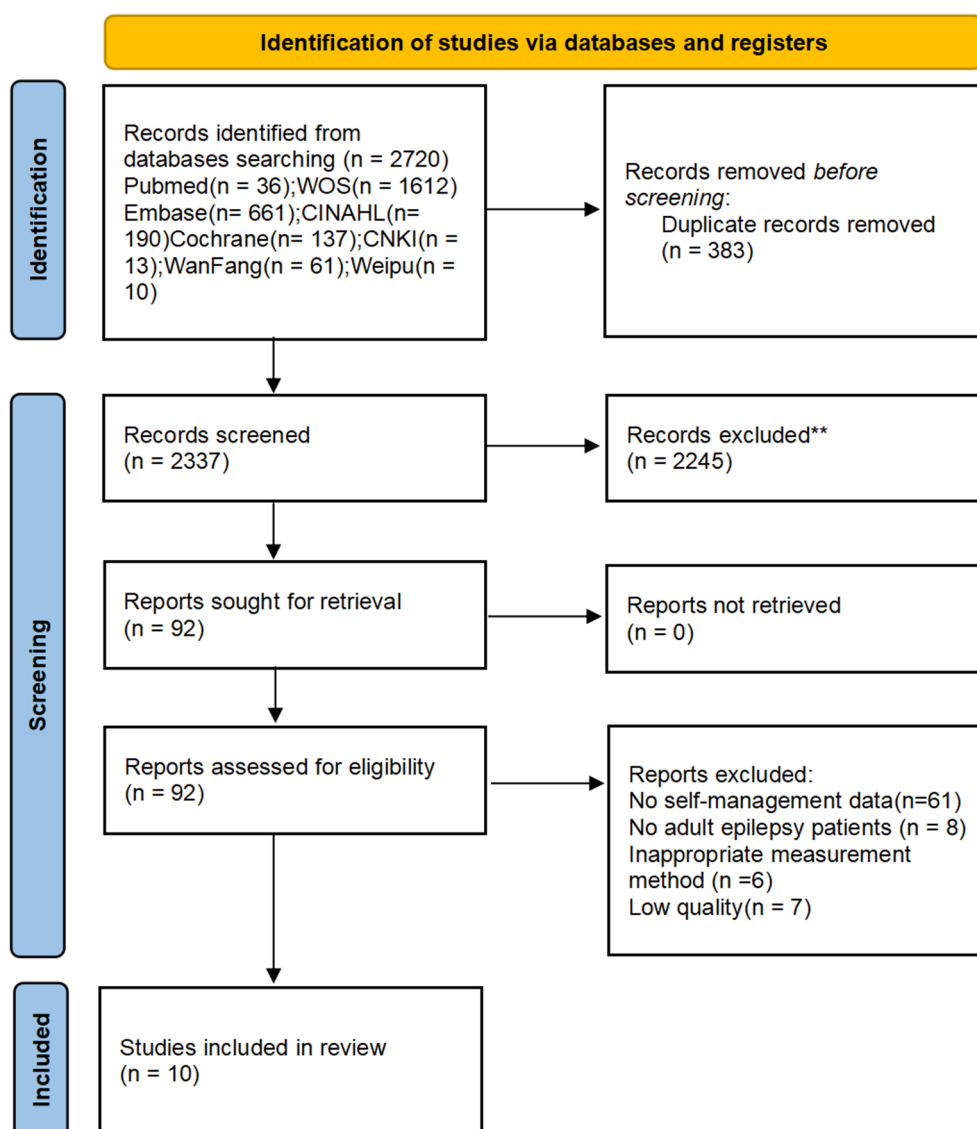 Identification of studies via databases and registers
Identification
Records identified from
databases searching (n = 2720)
Pubmed(n = 36);WOS(n = 1612)
Embase(n= 661);CINAHL(n=
190)Cochrane(n= 137);CNKI(n =
13);WanFang(n = 61);Weipu(n =
10)
Records removed before
screening:
Duplicate records removed
(n = 383)
Screening
Records screened
(n = 2337)
Records excluded**
(n = 2245)
Reports sought for retrieval
(n = 92)
Reports not retrieved
(n = 0)
Reports assessed for eligibility
(n = 92)
Reports excluded:
No self-management data(n=61)
No adult epilepsy patients (n = 8)
Inappropriate measurement
method (n =6)
Low quality(n = 7)
Included
Studies included in review
(n = 10)